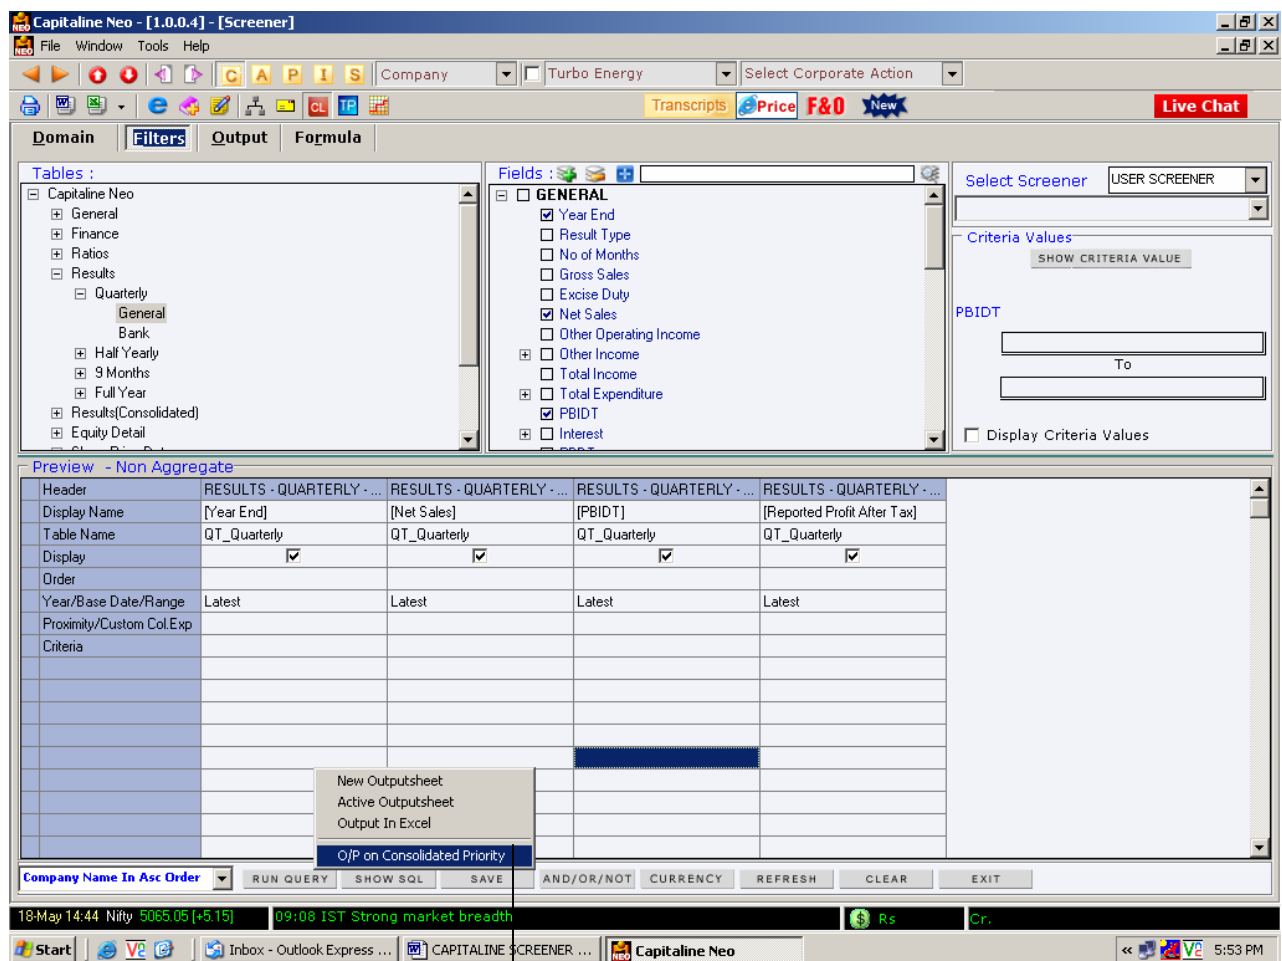 Capitaline Neo - [1.0.0.4] - [Screener]
File Window Tools Help
C A P I S Company Turbo Energy Select Corporate Action
CL TP Transcripts Price F&O New Live Chat
Domain Filters Output Formula
Tables :
Capitaline Neo
General
Finance
Ratios
Results
Quarterly
General
Bank
Half Yearly
9 Months
Full Year
Results(Consolidated)
Equity Detail
Fields :
GENERAL
Year End
Result Type
No of Months
Gross Sales
Excise Duty
Net Sales
Other Operating Income
Other Income
Total Income
Total Expenditure
PBIDT
Interest
Select Screener USER SCREENER
Criteria Values
SHOW CRITERIA VALUE
PBIDT
To
Display Criteria Values
Preview - Non Aggregate
Header RESULTS - QUARTERLY - ... RESULTS - QUARTERLY - ... RESULTS - QUARTERLY - ... RESULTS - QUARTERLY - ...
Display Name [Year End] [Net Sales] [PBIDT] [Reported Profit After Tax]
Table Name QT_Quarterly QT_Quarterly QT_Quarterly QT_Quarterly
Display
Order
Year/Base Date/Range Latest Latest Latest Latest
Proximity/Custom Col.Exp
Criteria
New Outputsheet
Active Outputsheet
Output In Excel
O/P on Consolidated Priority
Company Name In Asc Order RUN QUERY SHOW SQL SAVE AND/OR/NOT CURRENCY REFRESH CLEAR EXIT
18-May 14:44 Nifty 5065.05 [+5.15] 09:08 IST Strong market breadth Rs Cr.
Start Inbox - Outlook Express ... CAPITALINE SCREENER ... Capitaline Neo 5:53 PM